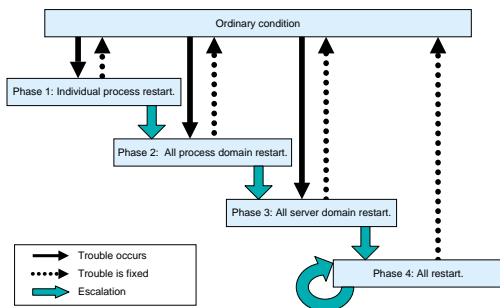 Ordinary condition
Phase 1: Individual process restart.
Phase 2: All process domain restart.
Phase 3: All server domain restart.
Phase 4: All restart.
Trouble occurs
Trouble is fixed
Escalation